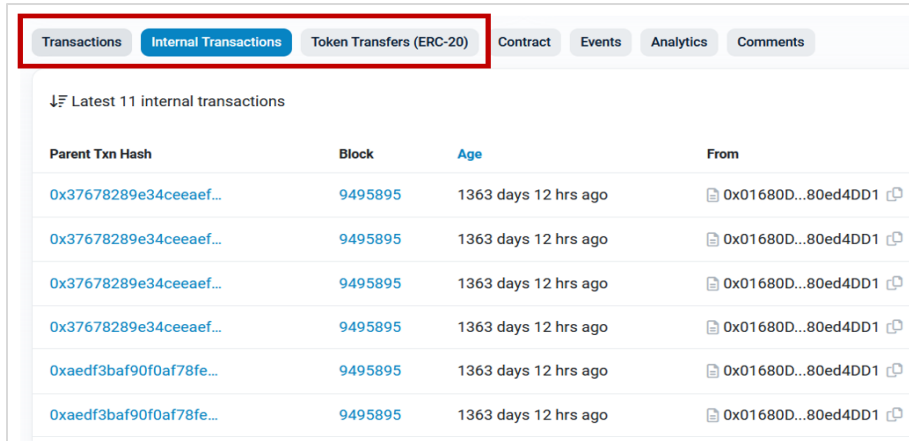 Transactions Internal Transactions Token Transfers (ERC-20) Contract Events Analytics Comments
Latest 11 internal transactions
Parent Txn Hash Block Age From
0x37678289e34ceeaef... 9495895 1363 days 12 hrs ago 0x01680D...80ed4DD1
0x37678289e34ceeaef... 9495895 1363 days 12 hrs ago 0x01680D...80ed4DD1
0x37678289e34ceeaef... 9495895 1363 days 12 hrs ago 0x01680D...80ed4DD1
0x37678289e34ceeaef... 9495895 1363 days 12 hrs ago 0x01680D...80ed4DD1
0xaedf3baf90f0af78fe... 9495895 1363 days 12 hrs ago 0x01680D...80ed4DD1
0xaedf3baf90f0af78fe... 9495895 1363 days 12 hrs ago 0x01680D...80ed4DD1